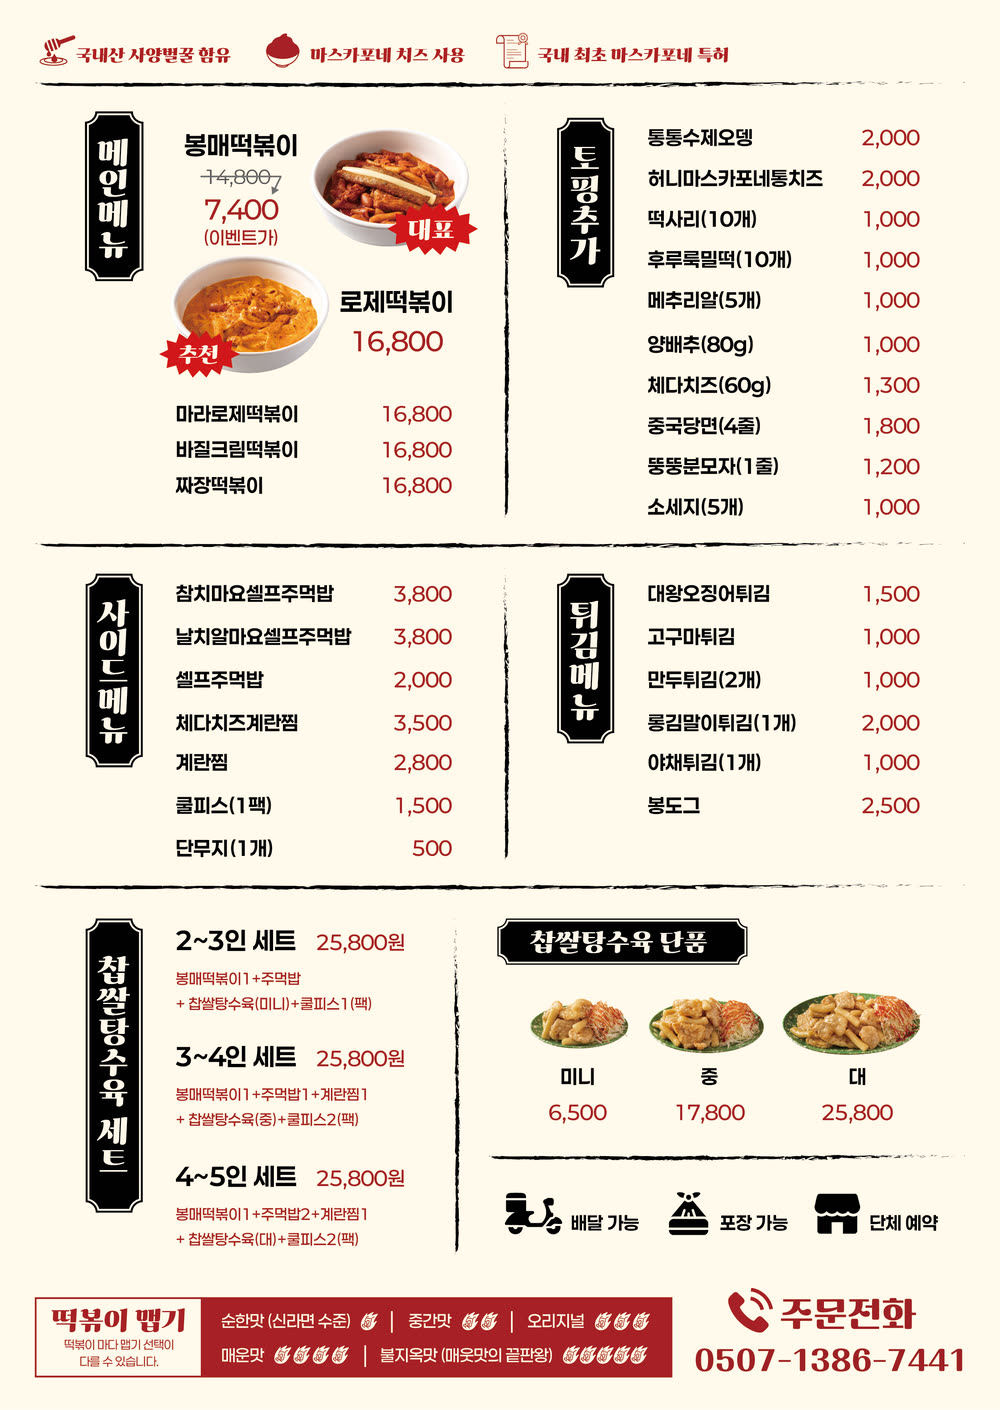 국내산 사양벌꿀 함유
마스카포네 치즈 사용
국내 최초 마스카포네 특허
메인메뉴
봉매떡볶이
14,800
7,400
(이벤트가)
대표
로제떡볶이
16,800
추천
마라로제떡볶이 16,800
바질크림떡볶이 16,800
짜장떡볶이 16,800
토핑추가
통통수제오뎅 2,000
허니마스카포네통치즈 2,000
떡사리(10개) 1,000
후루룩밀떡(10개) 1,000
메추리알(5개) 1,000
양배추(80g) 1,000
체다치즈(60g) 1,300
중국당면(4줄) 1,800
뚱뚱분모자(1줄) 1,200
소세지(5개) 1,000
사이드메뉴
참치마요셀프주먹밥 3,800
날치알마요셀프주먹밥 3,800
셀프주먹밥 2,000
체다치즈계란찜 3,500
계란찜 2,800
쿨피스(1팩) 1,500
단무지(1개) 500
튀김메뉴
대왕오징어튀김 1,500
고구마튀김 1,000
만두튀김(2개) 1,000
롱김말이튀김(1개) 2,000
야채튀김(1개) 1,000
봉도그 2,500
찹쌀탕수육 세트
2~3인 세트 25,800원
봉매떡볶이1+주먹밥
+ 찹쌀탕수육(미니)+쿨피스1(팩)
3~4인 세트 25,800원
봉매떡볶이1+주먹밥1+계란찜1
+ 찹쌀탕수육(중)+쿨피스2(팩)
4~5인 세트 25,800원
봉매떡볶이1+주먹밥2+계란찜1
+ 찹쌀탕수육(대)+쿨피스2(팩)
찹쌀탕수육 단품
미니 중 대
6,500 17,800 25,800
배달 가능
포장 가능
단체 예약
떡볶이 맵기
떡볶이 마다 맵기 선택이
다를 수 있습니다.
순한맛 (신라면 수준) | 중간맛 | 오리지널
매운맛 | 불지옥맛 (매웃맛의 끝판왕)
주문전화
0507-1386-7441